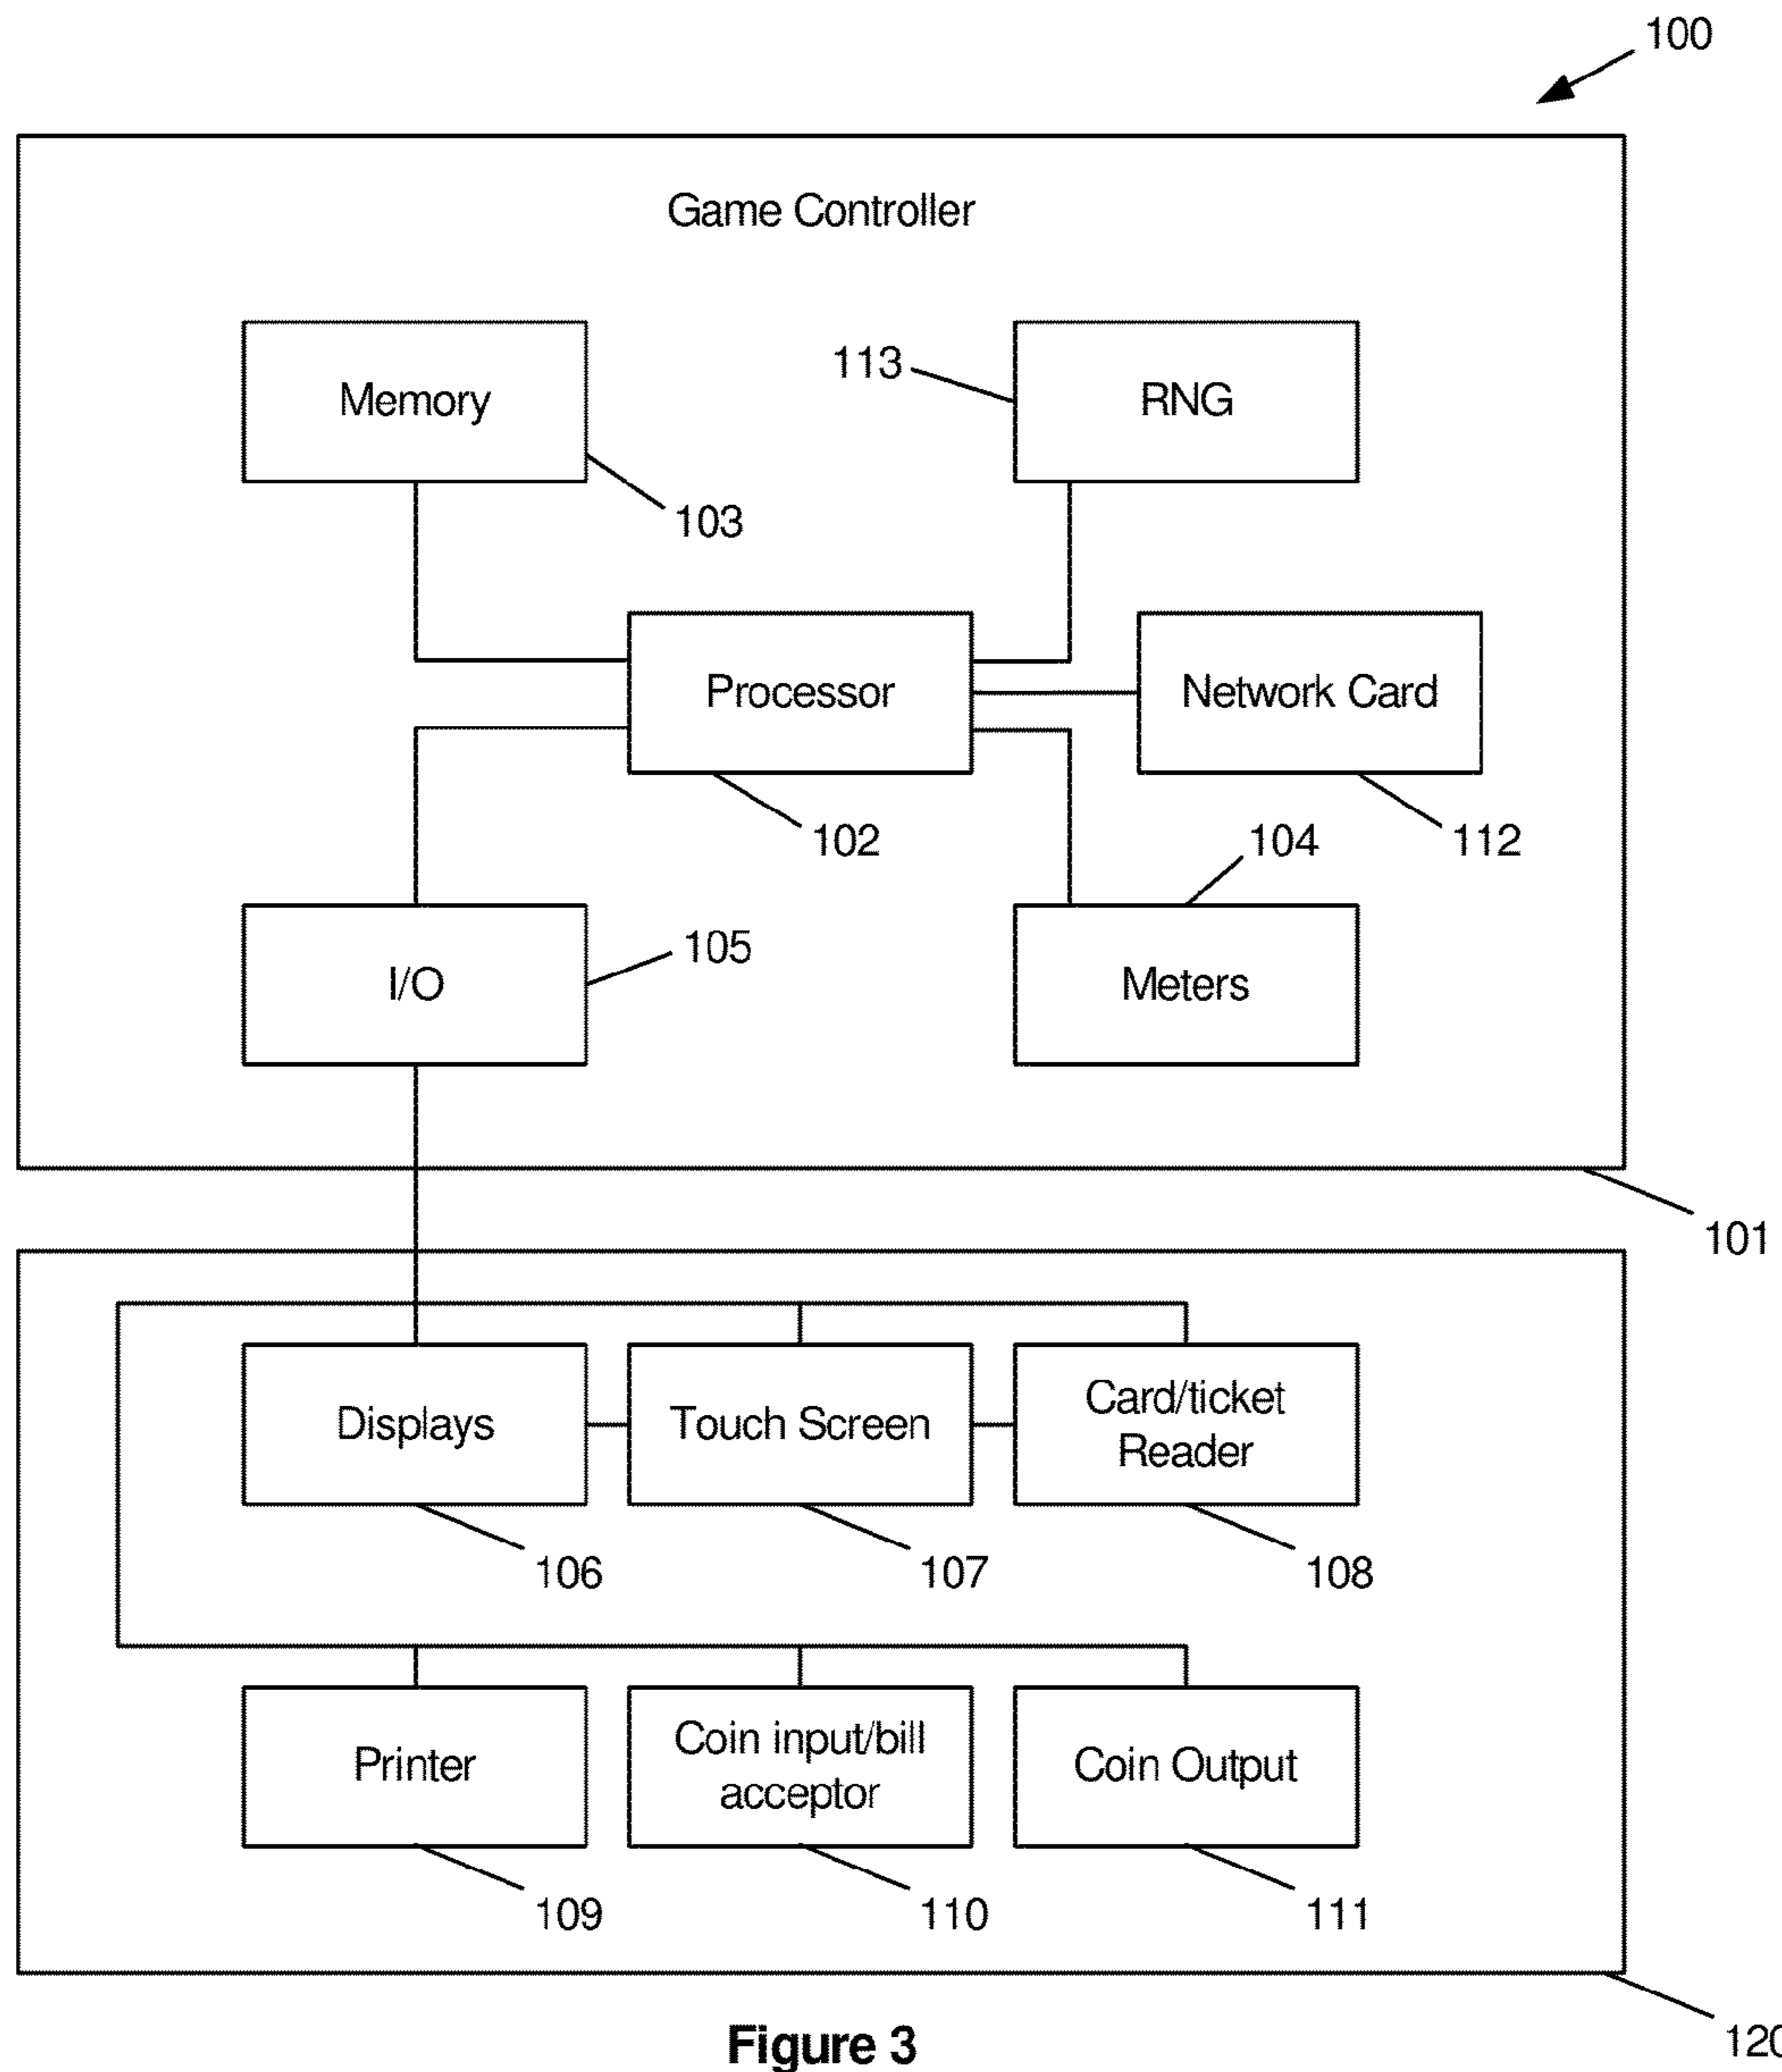 100
Game Controller
Memory
113
RNG
103
Processor
Network Card
102
104
112
I/O
105
Meters
101
Displays
Touch Screen
Card/ticket
Reader
106
107
108
Printer
Coin input/bill
acceptor
Coin Output
109
110
111
Figure 3
120